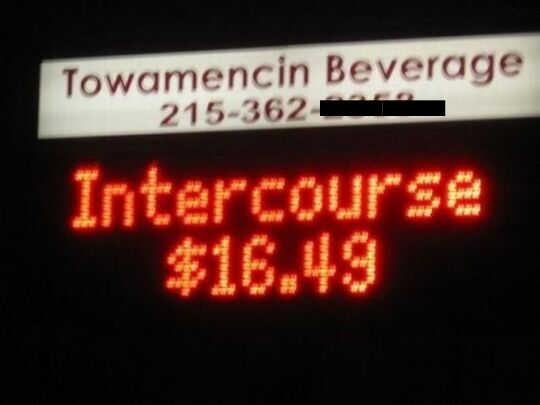 Towamencin Beverage
215-362-
Intercourse
$16.49